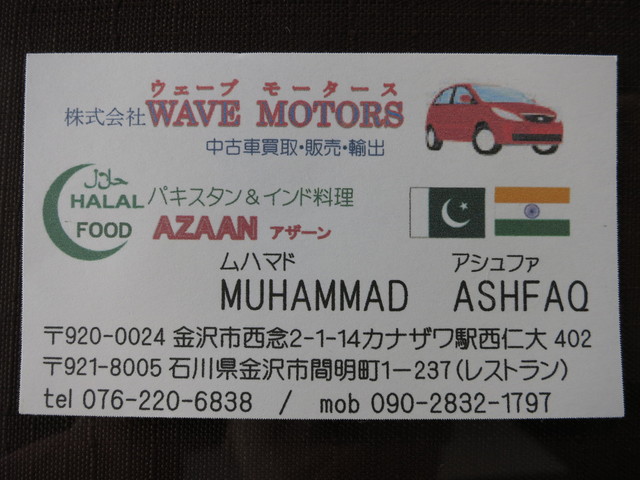 ウェーブ モータース
株式会社WAVE MOTORS
中古車買取・販売・輸出
حلال
HALAL
FOOD
パキスタン&インド料理
AZAAN アザーン
ムハマド アシュファ
MUHAMMAD ASHFAQ
〒920-0024 金沢市西念2-1-14カナザワ駅西仁大 402
〒921-8005 石川県金沢市間明町1ー237(レストラン)
tel 076-220-6838 / mob 090-2832-1797